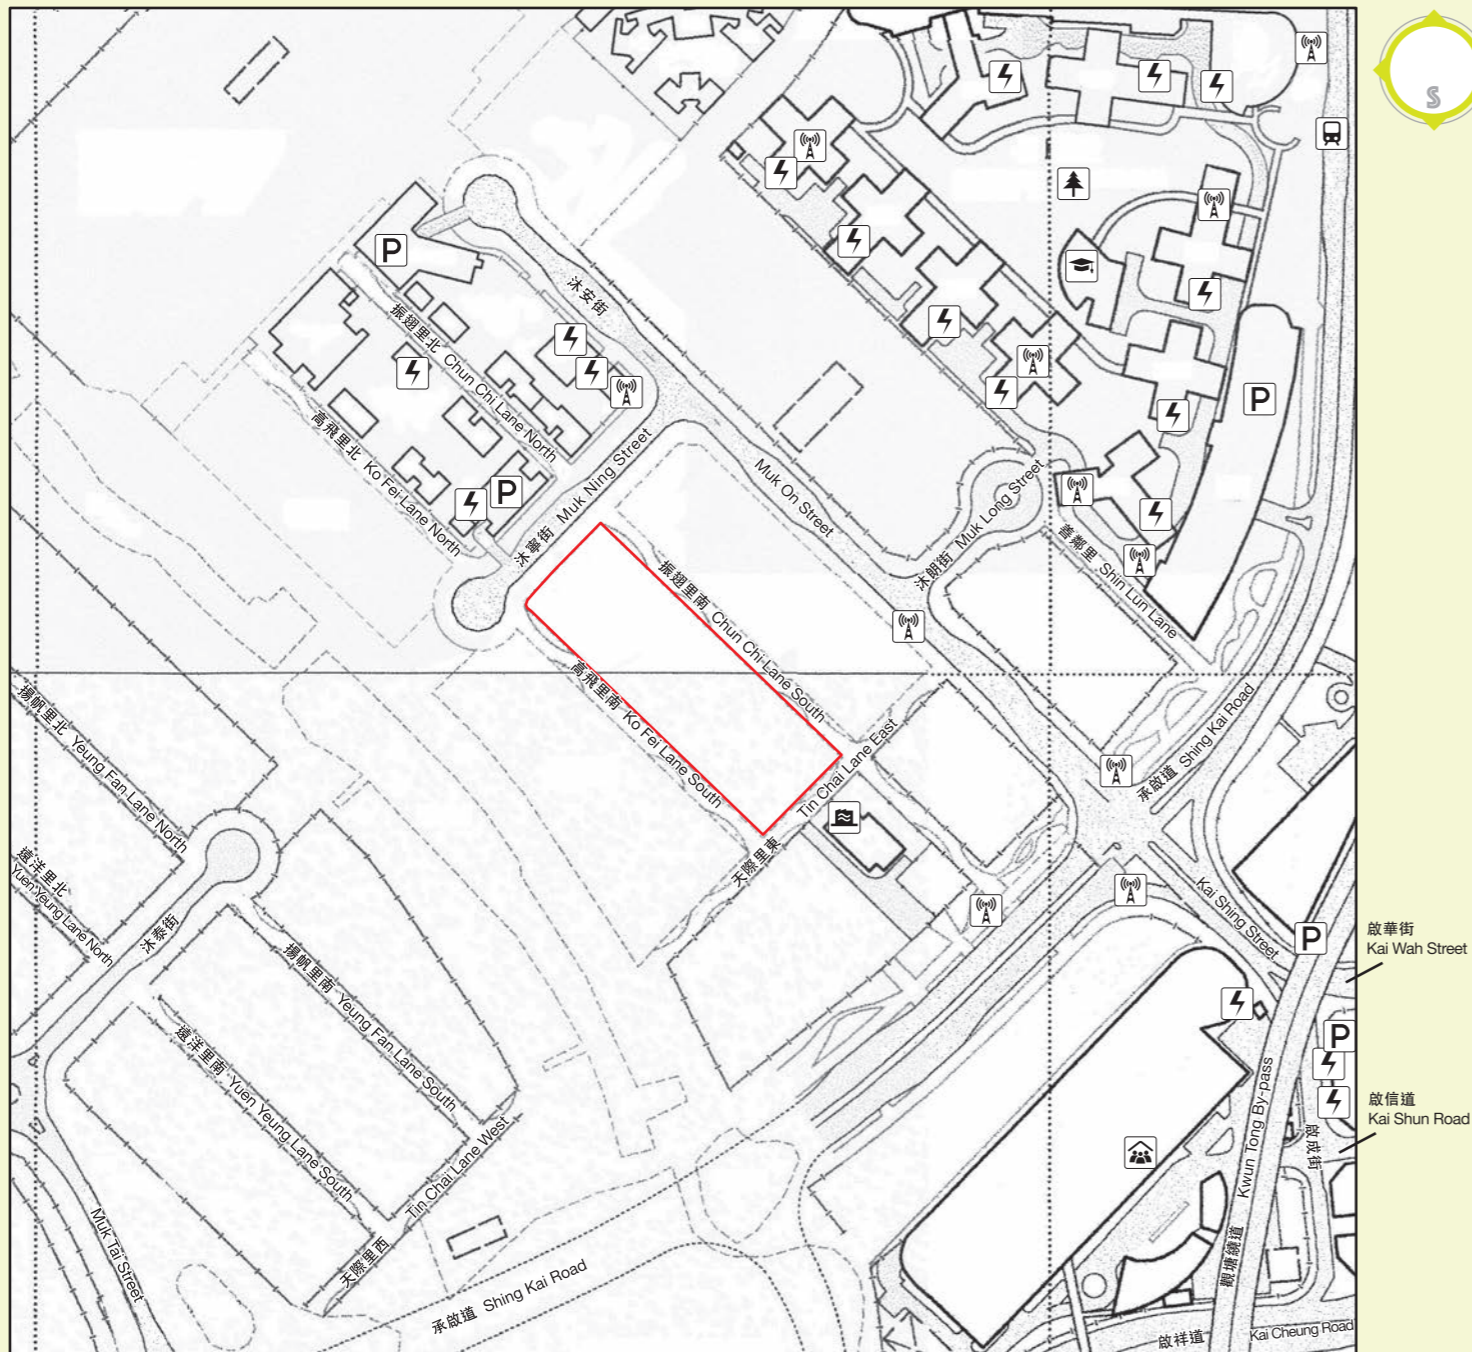 S
P
沐安街
振翅里北 Chun Chi Lane North
高飛里北 Ko Fei Lane North
沐寧街 Muk Ning Street
Muk On Street
沐朗街 Muk Long Street
善鄰里 Shin Lun Lane
P
P
振翅里南 Chun Chi Lane South
高飛里南 Ko Fei Lane South
天際里東 Tin Chai Lane East
承啟道 Shing Kai Road
Kai Shing Street
揚帆里北 Yeung Fan Lane North
遠洋里北
Yuen Yeung Lane North
沐泰街
揚帆里南 Yeung Fan Lane South
遠洋里南 Yuen Yeung Lane South
天際里西 Tin Chai Lane West
Muk Tai Street
承啟道 Shing Kai Road
P
啟華街
Kai Wah Street
P
啟信道
Kai Shun Road
啟成街
觀塘繞道 Kwun Tong By-pass
啟祥道 Kai Cheung Road